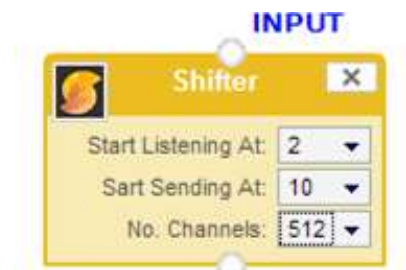 INPUT
Shifter
Start Listening At: 2
Sart Sending At: 10
No. Channels: 512